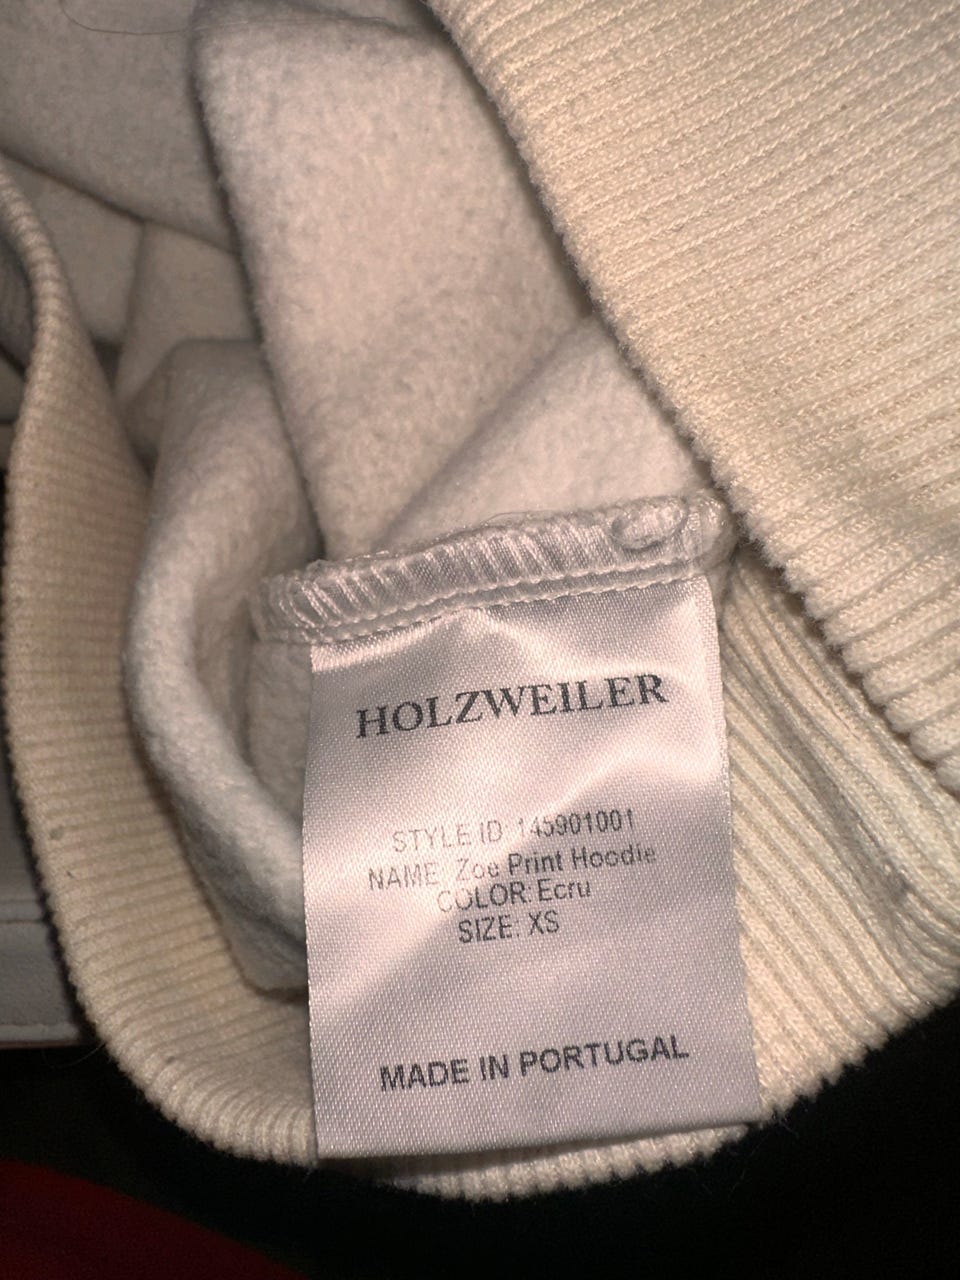 HOLZWEILER
STYLE ID 145901001
NAME Zoe Print Hoodie
COLOR: Ecru
SIZE: XS
MADE IN PORTUGAL